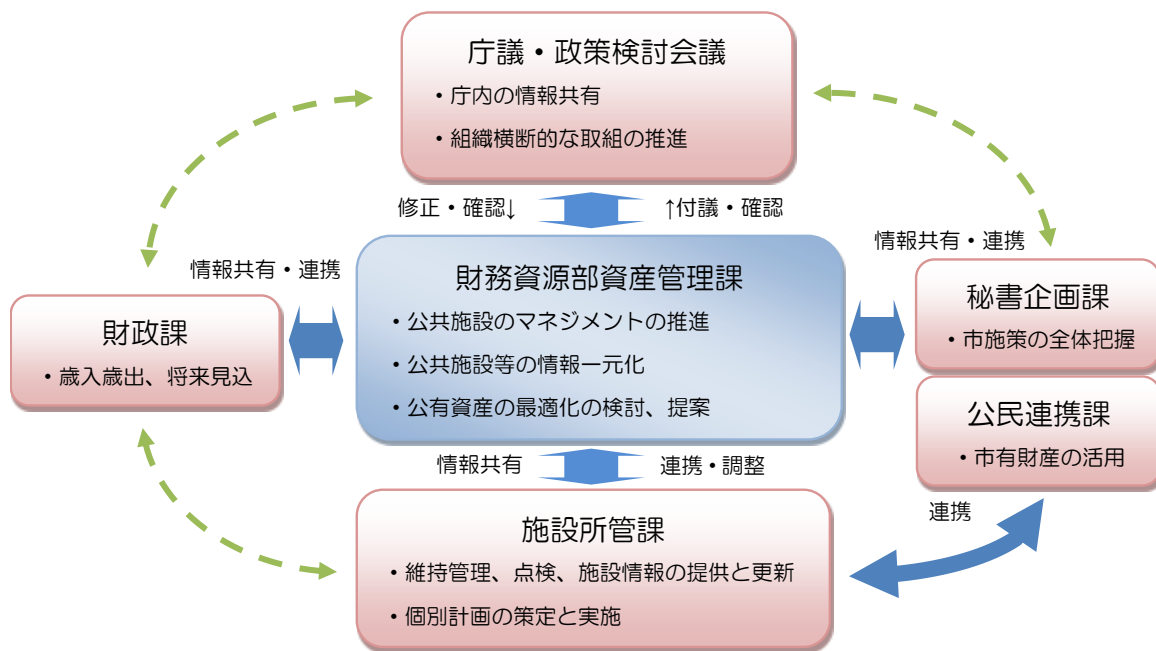 庁議・政策検討会議
・庁内の情報共有
・組織横断的な取組の推進
修正・確認↓
↑付議・確認
情報共有・連携
情報共有・連携
財務資源部資産管理課
・公共施設のマネジメントの推進
・公共施設等の情報一元化
・公有資産の最適化の検討、提案
財政課
・歳入歳出、将来見込
秘書企画課
・市施策の全体把握
公民連携課
・市有財産の活用
情報共有
連携・調整
連携
施設所管課
・維持管理、点検、施設情報の提供と更新
・個別計画の策定と実施